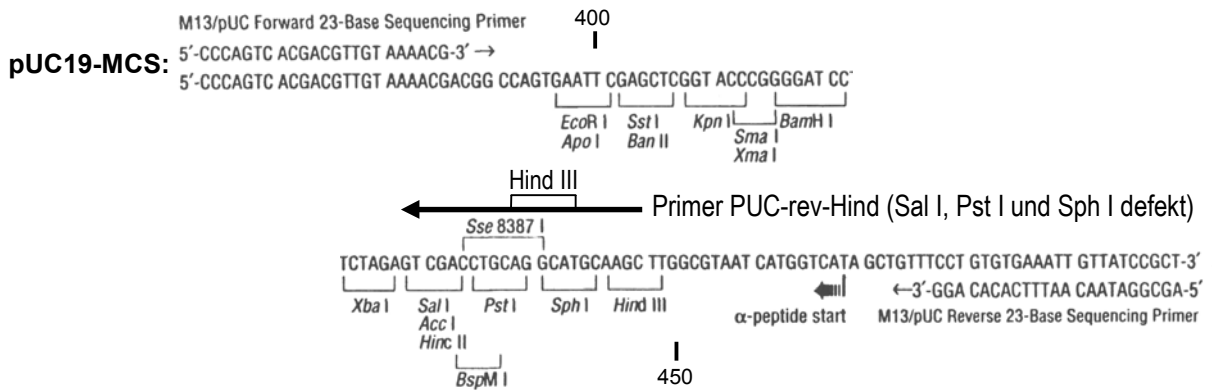 M13/pUC Forward 23-Base Sequencing Primer
400
5′-CCCAGTC ACGACGTTGT AAAACG-3′ →
pUC19-MCS:
5′-CCCAGTC ACGACGTTGT AAAACGACGG CCAGTGAATTC GAGCTCGGT ACCCGGGGATC CC-
EcoR I Sst I Kpn I BamH I
Apo I Ban II Sma I
Xma I
Hind III
Primer PUC-rev-Hind (Sal I, Pst I und Sph I defekt)
Sse 8387 I
TCTAGAGT CGACCTGCAG GCATGCAAGC TTGGCGTAAT CATGGTCATA GCTGTTTCCT GTGTGAAATT GTTATCCGCT-3′
←3′-GGA CACACTTTAA CAATAGGCGA-5′
Xba I Sal I Pst I Sph I Hind III
α-peptide start M13/pUC Reverse 23-Base Sequencing Primer
Acc I
Hinc II
BspM I
450